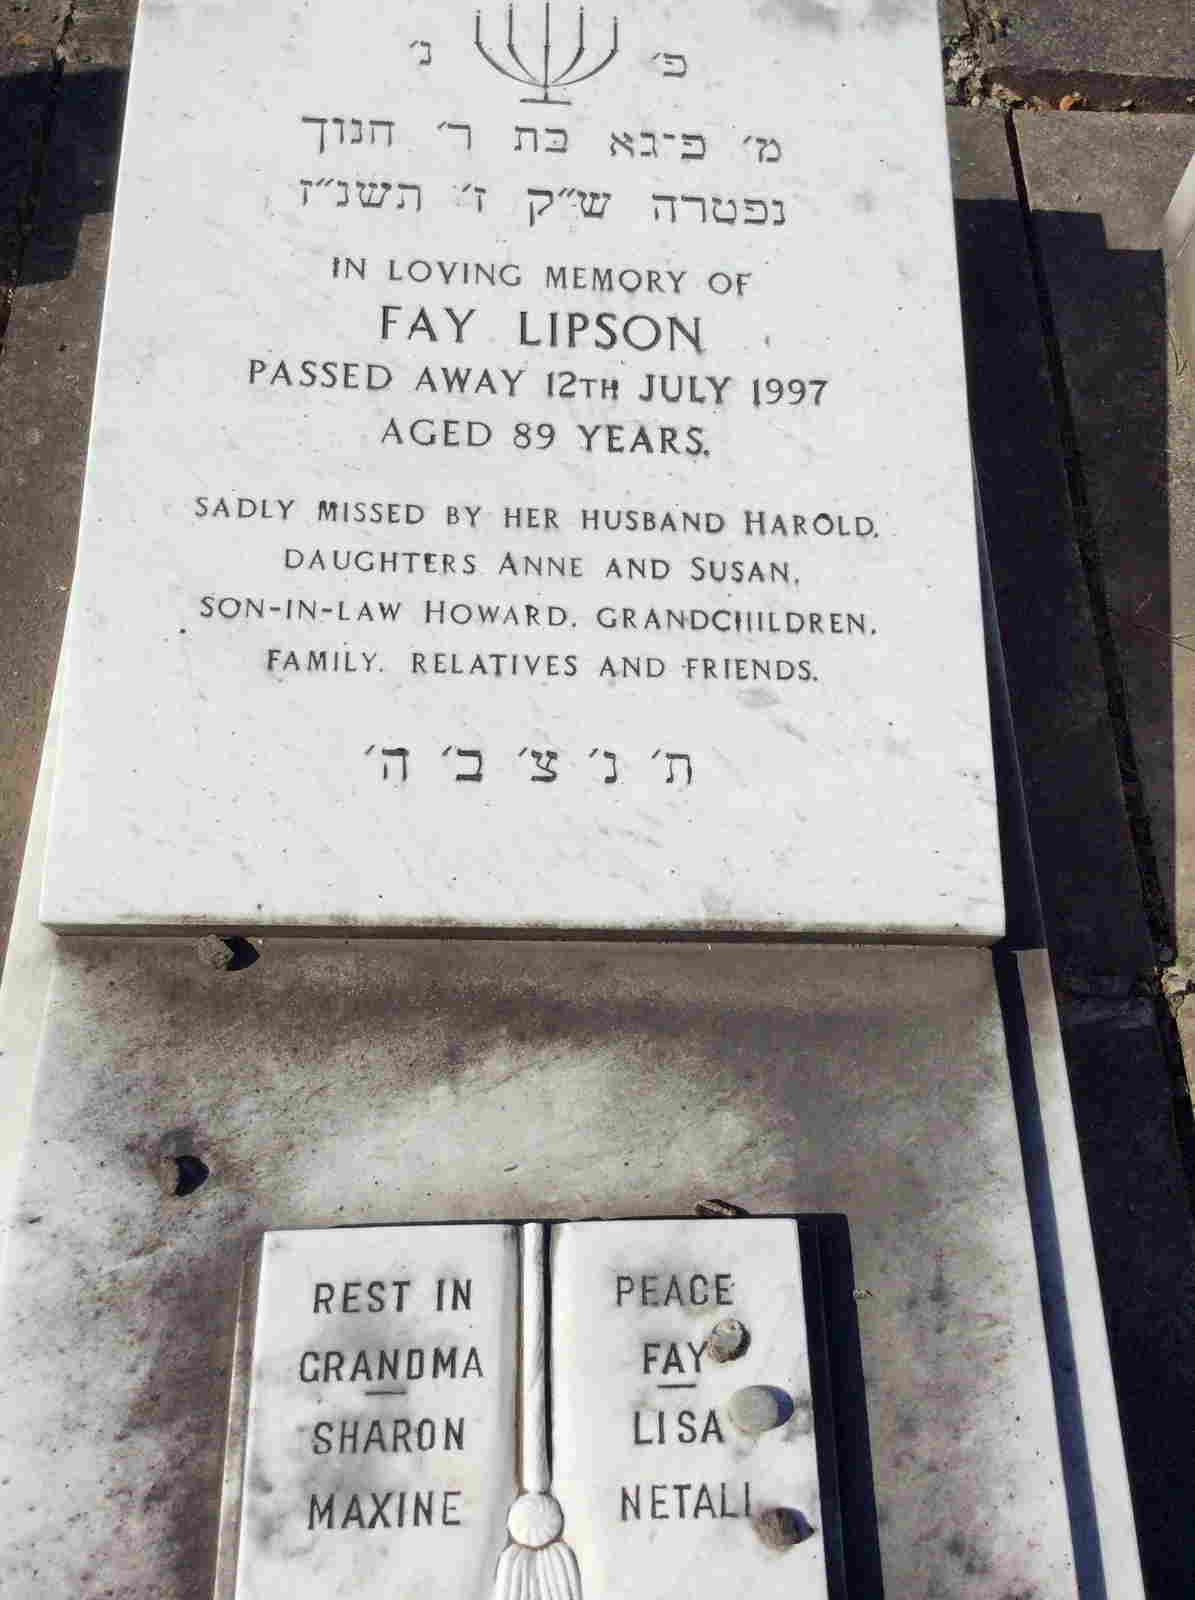 פ׳ נ׳
מ׳ פ־גא בת ר׳ הנוך
נפטרה ש״ק ז׳ תשנ״ז
IN LOVING MEMORY OF
FAY LIPSON
PASSED AWAY 12TH JULY 1997
AGED 89 YEARS.
SADLY MISSED BY HER HUSBAND HAROLD,
DAUGHTERS ANNE AND SUSAN,
SON-IN-LAW HOWARD, GRANDCHILDREN,
FAMILY, RELATIVES AND FRIENDS.
ת׳ נ׳ צ׳ ב׳ ה׳
REST IN PEACE
GRANDMA FAY
SHARON LISA
MAXINE NETALI